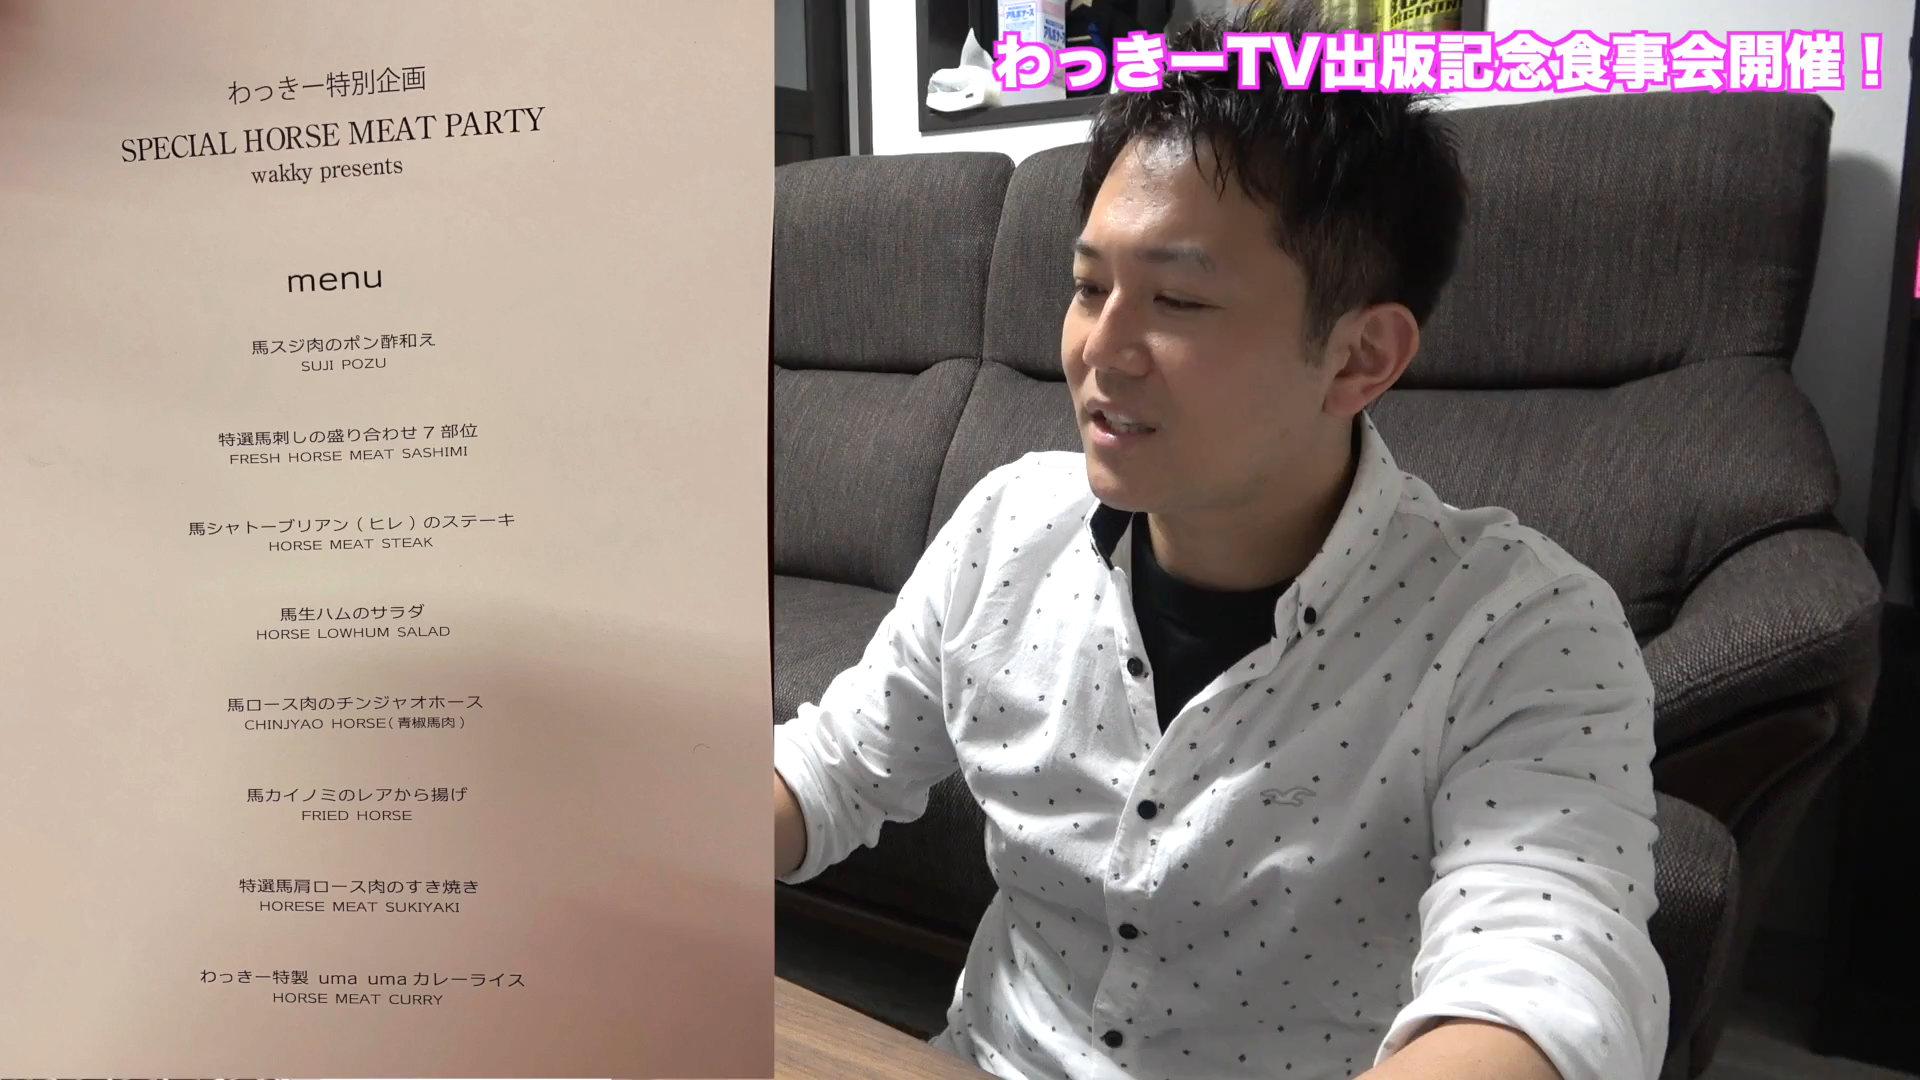 わっきーTV出版記念食事会開催！
わっきー特別企画
SPECIAL HORSE MEAT PARTY
wakky presents
menu
馬スジ肉のポン酢和え
SUJI POZU
特選馬刺しの盛り合わせ7部位
FRESH HORSE MEAT SASHIMI
馬シャトーブリアン(ヒレ)のステーキ
HORSE MEAT STEAK
馬生ハムのサラダ
HORSE LOWHUM SALAD
馬ロース肉のチンジャオホース
CHINJYAO HORSE(青椒馬肉)
馬カイノミのレアから揚げ
FRIED HORSE
特選馬肩ロース肉のすき焼き
HORESE MEAT SUKIYAKI
わっきー特製 uma umaカレーライス
HORSE MEAT CURRY